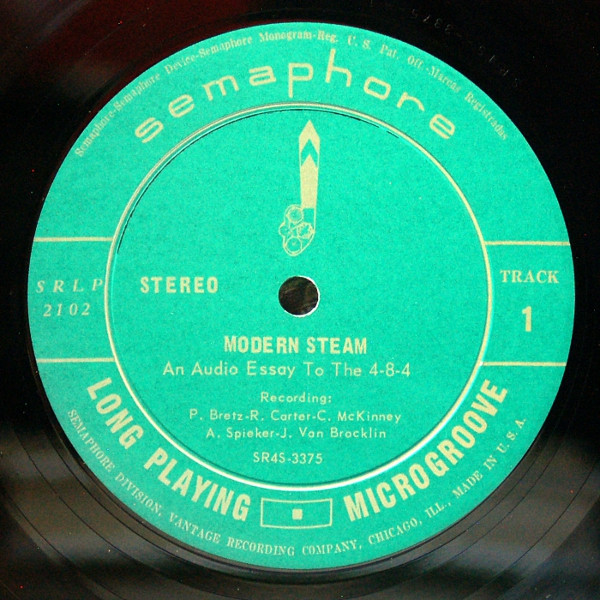 Semaphore-Semaphore Device-Semaphore Monogram-Reg. U. S. Pat. Off.-Marcas Registradas
semaphore
SRLP
2102
STEREO
TRACK
1
MODERN STEAM
An Audio Essay To The 4-8-4
Recording:
P. Bretz-R. Carter-C. McKinney
A. Spieker-J. Van Brocklin
SR4S-3375
LONG PLAYING MICROGROOVE
SEMAPHORE DIVISION, VANTAGE RECORDING COMPANY, CHICAGO, ILL., MADE IN U. S. A.